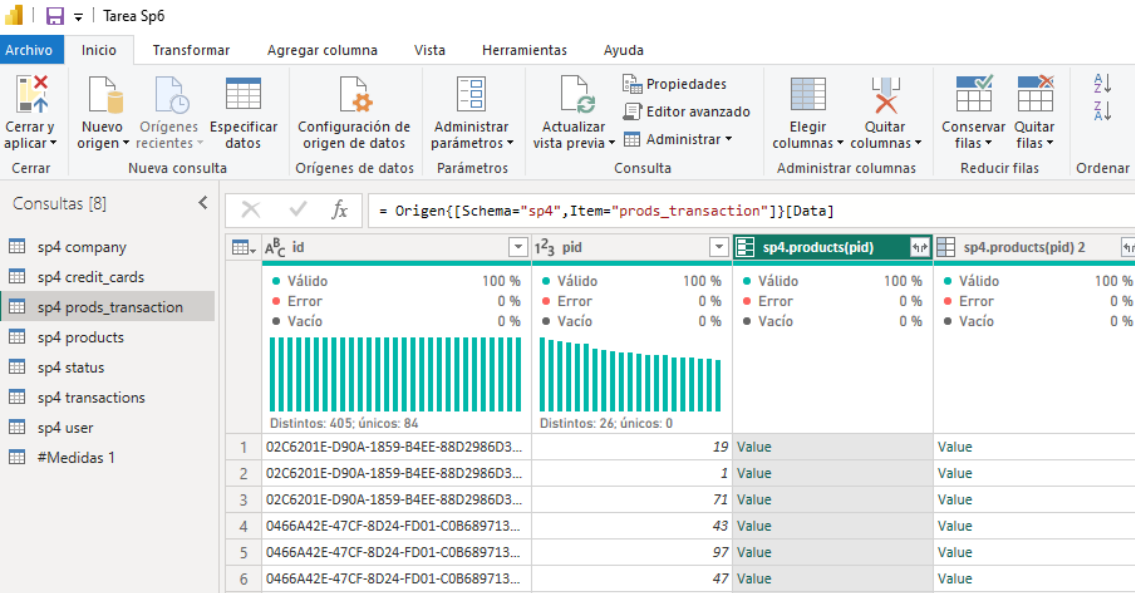 Tarea Sp6
Archivo Inicio Transformar Agregar columna Vista Herramientas Ayuda
Cerrar y aplicar
Nuevo origen
Orígenes recientes
Especificar datos
Configuración de origen de datos
Administrar parámetros
Actualizar vista previa
Propiedades
Editor avanzado
Administrar
Elegir columnas
Quitar columnas
Conservar filas
Quitar filas
Cerrar Nueva consulta Orígenes de datos Parámetros Consulta Administrar columnas Reducir filas Ordenar
Consultas [8]
sp4 company
sp4 credit_cards
sp4 prods_transaction
sp4 products
sp4 status
sp4 transactions
sp4 user
#Medidas 1
fx = Origen{[Schema="sp4",Item="prods_transaction"]}[Data]
ABC id 123 pid sp4.products(pid) sp4.products(pid) 2
Válido 100 % Válido 100 % Válido 100 % Válido 100 %
Error 0 % Error 0 % Error 0 % Error 0 %
Vacío 0 % Vacío 0 % Vacío 0 % Vacío 0 %
Distintos: 405; únicos: 84 Distintos: 26; únicos: 0
1 02C6201E-D90A-1859-B4EE-88D2986D3... 19 Value Value
2 02C6201E-D90A-1859-B4EE-88D2986D3... 1 Value Value
3 02C6201E-D90A-1859-B4EE-88D2986D3... 71 Value Value
4 0466A42E-47CF-8D24-FD01-C0B689713... 43 Value Value
5 0466A42E-47CF-8D24-FD01-C0B689713... 97 Value Value
6 0466A42E-47CF-8D24-FD01-C0B689713... 47 Value Value